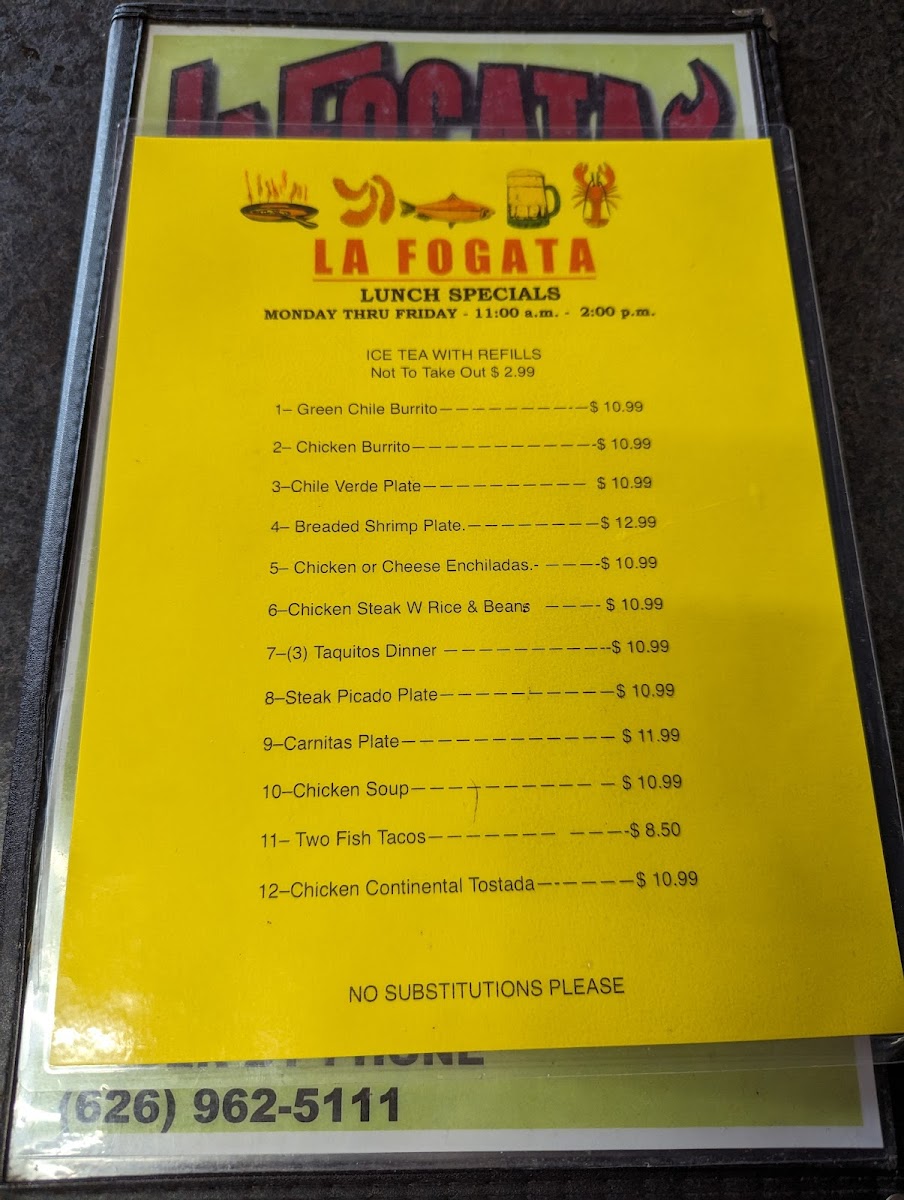 LA FOGATA
LA FOGATA
LUNCH SPECIALS
MONDAY THRU FRIDAY - 11:00 a.m. - 2:00 p.m.
ICE TEA WITH REFILLS
Not To Take Out $ 2.99
1– Green Chile Burrito––––––––––-–$ 10.99
2– Chicken Burrito––––––––––––-$ 10.99
3–Chile Verde Plate–––––––––– $ 10.99
4– Breaded Shrimp Plate.––––––––$ 12.99
5– Chicken or Cheese Enchiladas.- ––––-$ 10.99
6–Chicken Steak W Rice & Beans –––-$ 10.99
7–(3) Taquitos Dinner ––––––––––--$ 10.99
8–Steak Picado Plate–––––––––––$ 10.99
9–Carnitas Plate–––––––––––– $ 11.99
10–Chicken Soup––––––––––– – $ 10.99
11– Two Fish Tacos––––––– –––-$ 8.50
12–Chicken Continental Tostada–-––––$ 10.99
NO SUBSTITUTIONS PLEASE
PHONE
(626) 962-5111